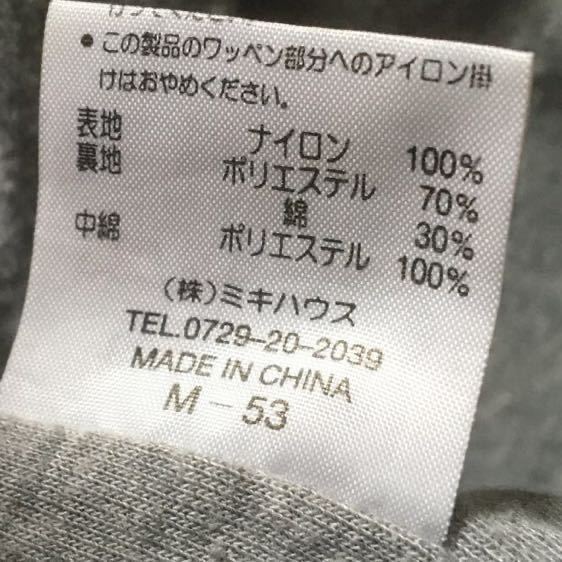 ● この製品のワッペン部分へのアイロン掛
けはおやめください。
表地 ナイロン 100%
裏地 ポリエステル 70%
綿 30%
中綿 ポリエステル 100%
(株)ミキハウス
TEL.0729-20-2039
MADE IN CHINA
M-53